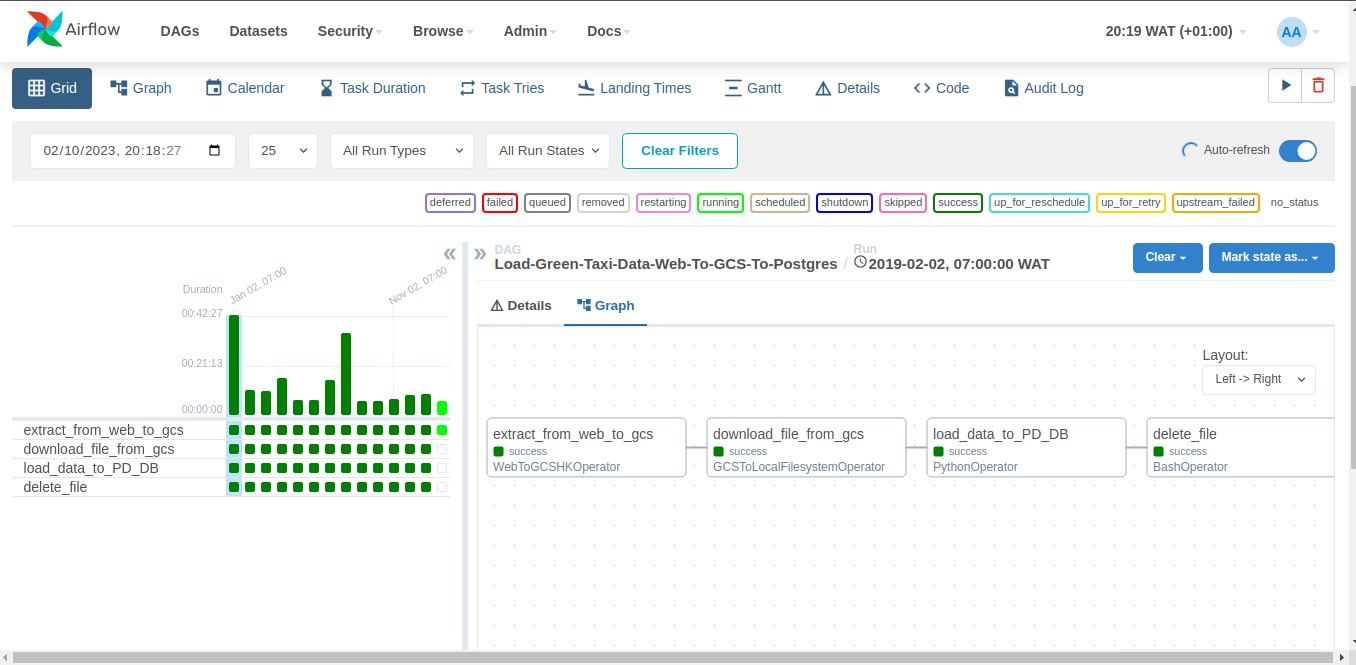 Airflow DAGs Datasets Security Browse Admin Docs 20:19 WAT (+01:00) AA
Grid Graph Calendar Task Duration Task Tries Landing Times Gantt Details Code Audit Log
02/10/2023, 20:18:27 25 All Run Types All Run States Clear Filters Auto-refresh
deferred failed queued removed restarting running scheduled shutdown skipped success up_for_reschedule up_for_retry upstream_failed no_status
DAG Run
Load-Green-Taxi-Data-Web-To-GCS-To-Postgres / 2019-02-02, 07:00:00 WAT Clear Mark state as...
Duration Jan 02, 07:00 Nov 02, 07:00
00:42:27
00:21:13
00:00:00
extract_from_web_to_gcs
download_file_from_gcs
load_data_to_PD_DB
delete_file
Details Graph
Layout:
Left -> Right
extract_from_web_to_gcs
success
WebToGCSHKOperator
download_file_from_gcs
success
GCSToLocalFilesystemOperator
load_data_to_PD_DB
success
PythonOperator
delete_file
success
BashOperator